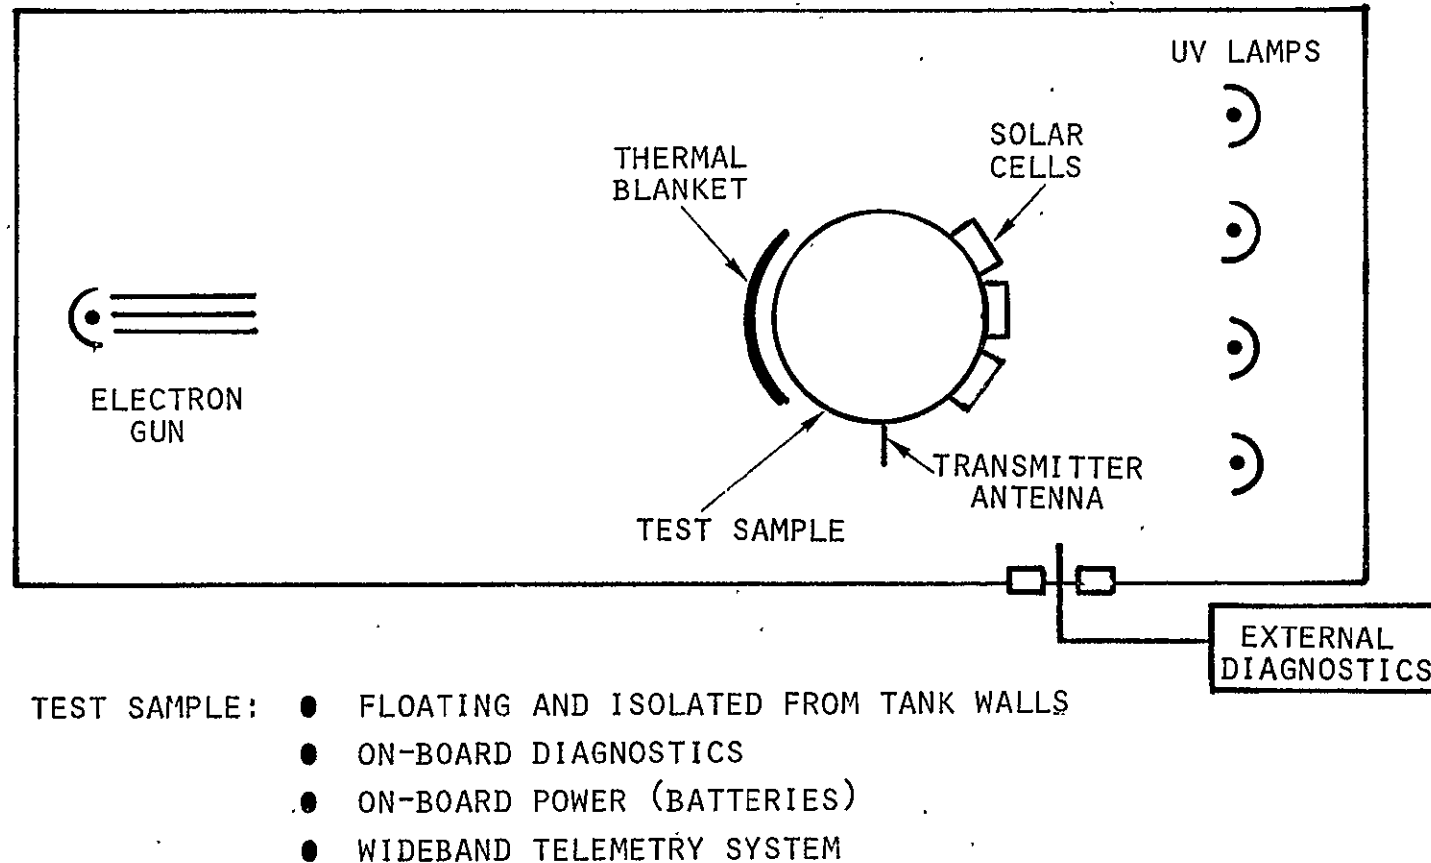 UV LAMPS
SOLAR
CELLS
THERMAL
BLANKET
ELECTRON
GUN
TRANSMITTER
ANTENNA
TEST SAMPLE
EXTERNAL
DIAGNOSTICS
TEST SAMPLE: ● FLOATING AND ISOLATED FROM TANK WALLS
● ON-BOARD DIAGNOSTICS
● ON-BOARD POWER (BATTERIES)
● WIDEBAND TELEMETRY SYSTEM